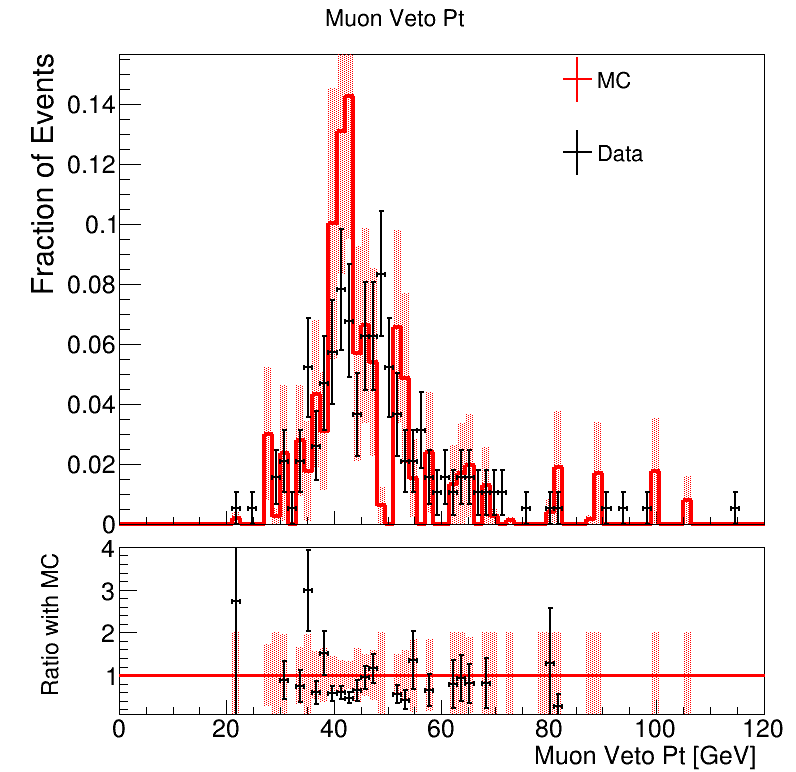 Muon Veto Pt
Fraction of Events
0.14
0.12
0.1
0.08
0.06
0.04
0.02
0
MC
Data
Ratio with MC
4
3
2
1
0 20 40 60 80 100 120
Muon Veto Pt [GeV]